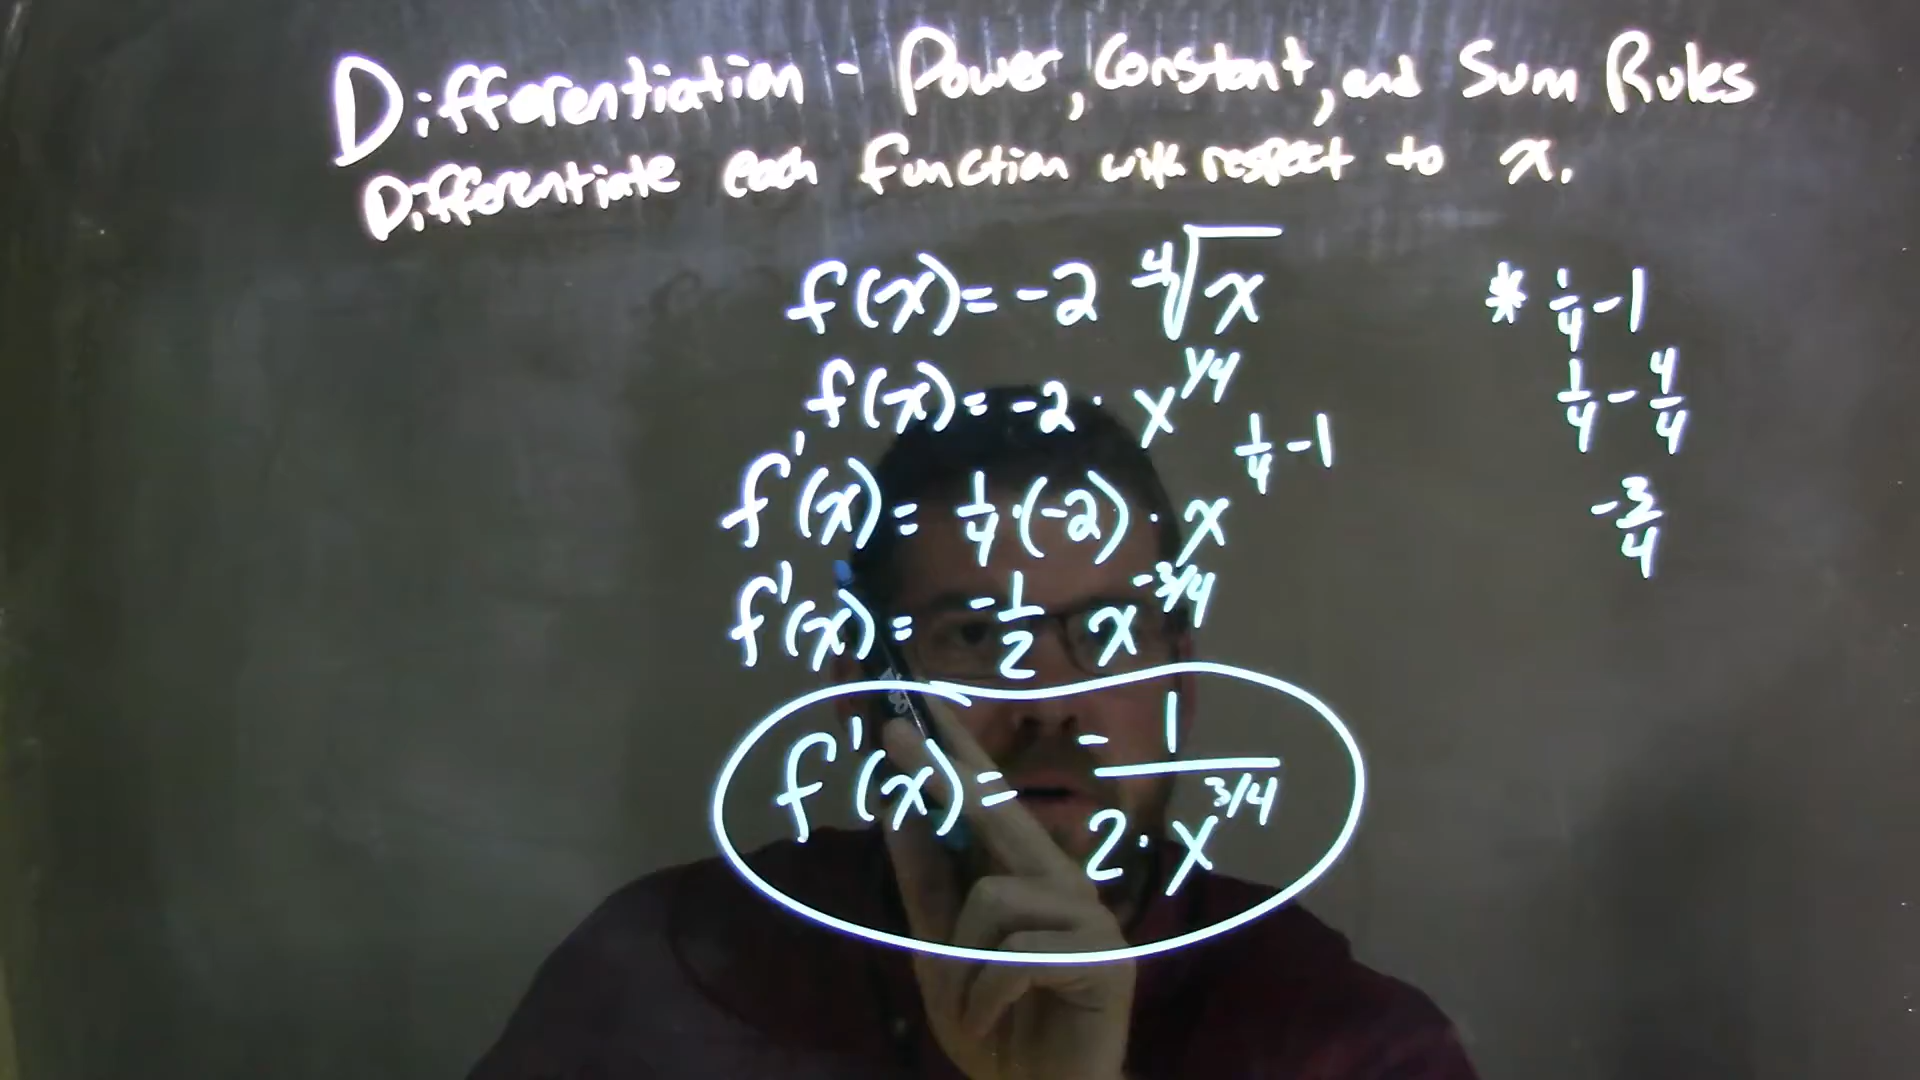 Differentiation - Power, Constant, and Sum Rules
Differentiate each function with respect to x.
f(x) = -2 ∜x
f(x) = -2 · x^1/4
f'(x) = 1/4 · (-2) · x^1/4 - 1
f'(x) = -1/2 x^-3/4
f'(x) = -1/(2 · x^3/4)
* 1/4 - 1
1/4 - 4/4
-3/4